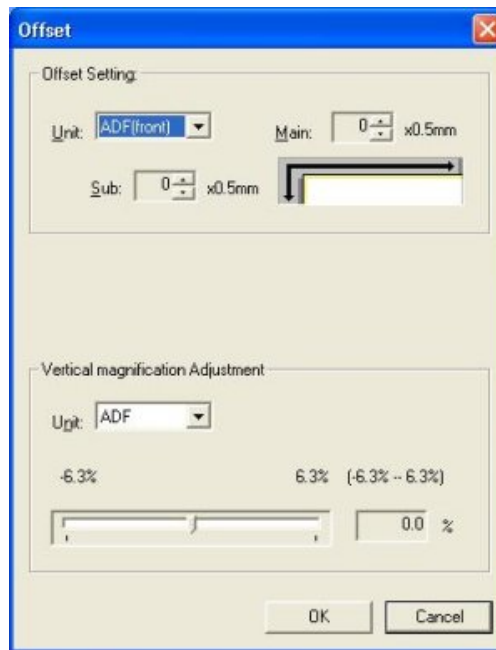 Offset
Offset Setting:
Unit: ADF(front) Main: 0 x0.5mm
Sub: 0 x0.5mm
Vertical magnification Adjustment
Unit: ADF
-6.3% 6.3% (-6.3% -- 6.3%)
0.0 %
OK Cancel